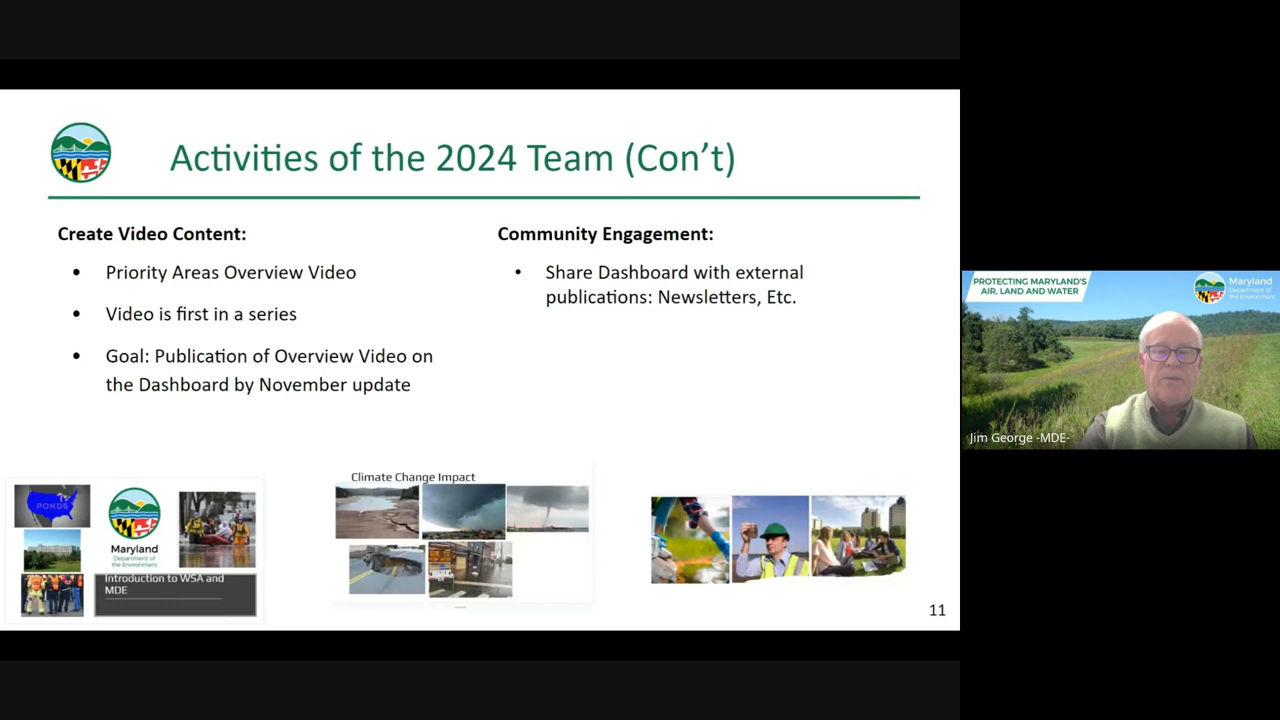 Activities of the 2024 Team (Con't)
Create Video Content:
• Priority Areas Overview Video
• Video is first in a series
• Goal: Publication of Overview Video on
the Dashboard by November update
Community Engagement:
• Share Dashboard with external
publications: Newsletters, Etc.
PONDS
Maryland
Department of
the Environment
Introduction to WSA and
MDE
Climate Change Impact
11
PROTECTING MARYLAND'S
AIR, LAND AND WATER
Maryland
Department of
the Environment
Jim George -MDE-